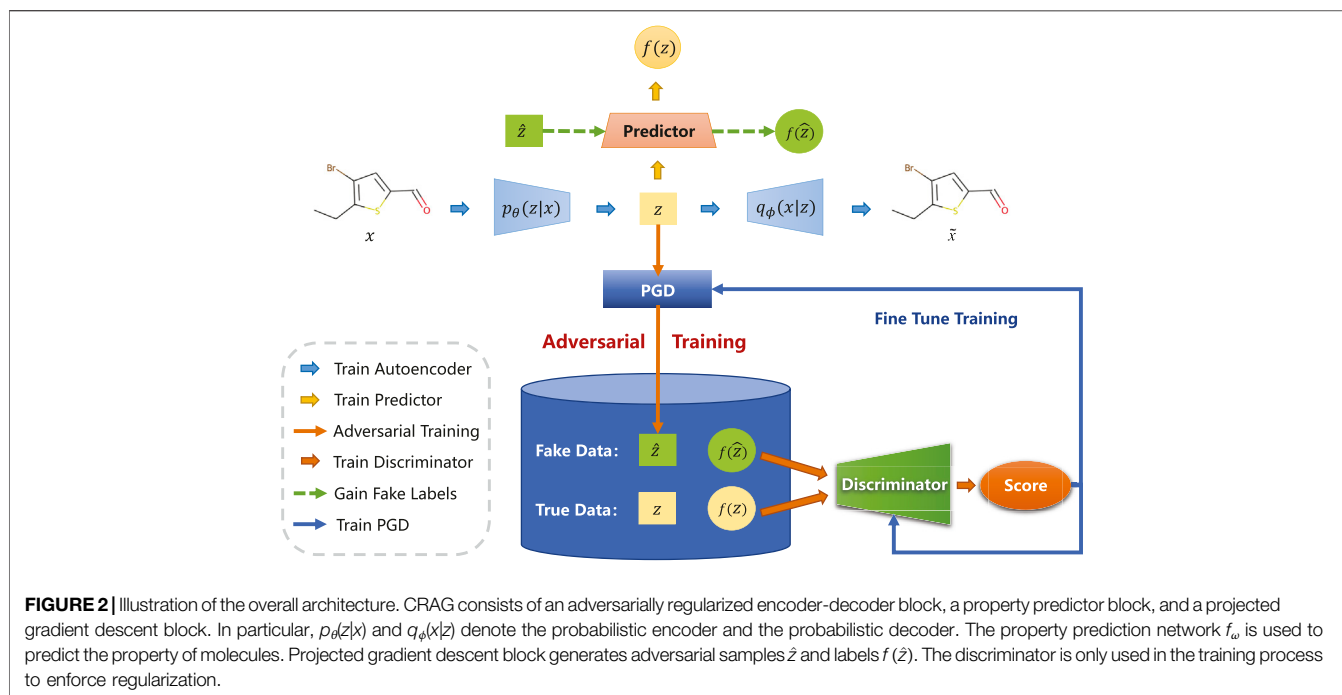 f(z)
ẑ
Predictor
f(ẑ)
Br
S
O
x
p_θ(z|x)
z
q_ϕ(x|z)
Br
S
O
x̃
PGD
Fine Tune Training
Adversarial Training
Train Autoencoder
Train Predictor
Adversarial Training
Train Discriminator
Gain Fake Labels
Train PGD
Fake Data: ẑ f(ẑ)
True Data: z f(z)
Discriminator
Score
FIGURE 2 | Illustration of the overall architecture. CRAG consists of an adversarially regularized encoder-decoder block, a property predictor block, and a projected
gradient descent block. In particular, p_θ(z|x) and q_ϕ(x|z) denote the probabilistic encoder and the probabilistic decoder. The property prediction network f_ω is used to
predict the property of molecules. Projected gradient descent block generates adversarial samples ẑ and labels f (ẑ). The discriminator is only used in the training process
to enforce regularization.